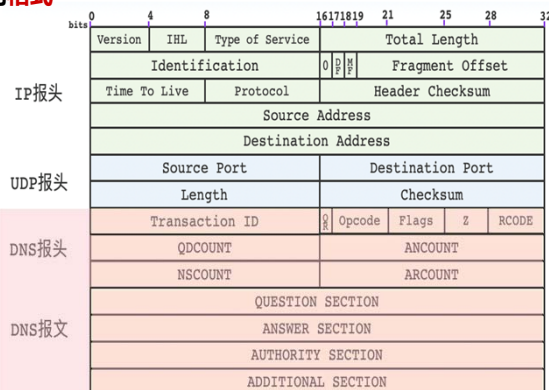 格式
bits 0 4 8 16 17 18 19 21 25 28 32
Version IHL Type of Service Total Length
Identification 0 DF MF Fragment Offset
IP报头 Time To Live Protocol Header Checksum
Source Address
Destination Address
UDP报头 Source Port Destination Port
Length Checksum
Transaction ID QR Opcode Flags Z RCODE
DNS报头 QDCOUNT ANCOUNT
NSCOUNT ARCOUNT
QUESTION SECTION
DNS报文 ANSWER SECTION
AUTHORITY SECTION
ADDITIONAL SECTION